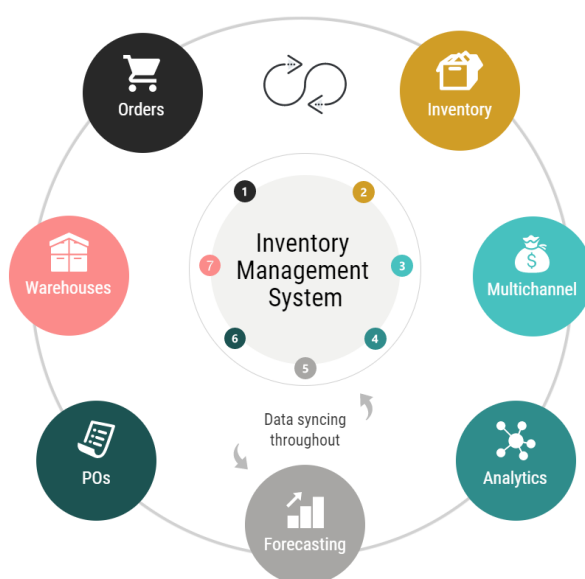 Orders
Inventory
1
2
Inventory
Management
System
7
3
Warehouses
$
Multichannel
6
4
5
Data syncing
throughout
POs
Analytics
Forecasting